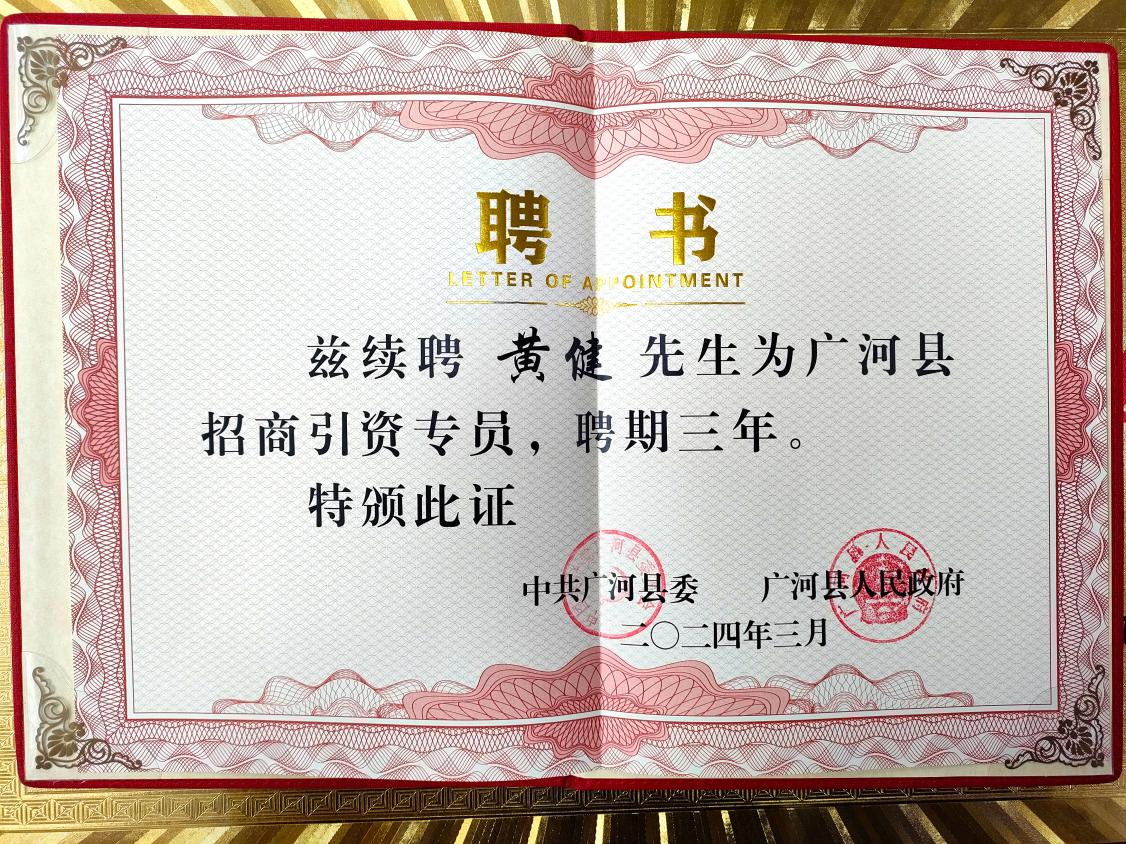 聘 书
LETTER OF APPOINTMENT
兹续聘 黄健 先生为广河县
招商引资专员，聘期三年。
特颁此证
中共广河县委 广河县人民政府
二〇二四年三月